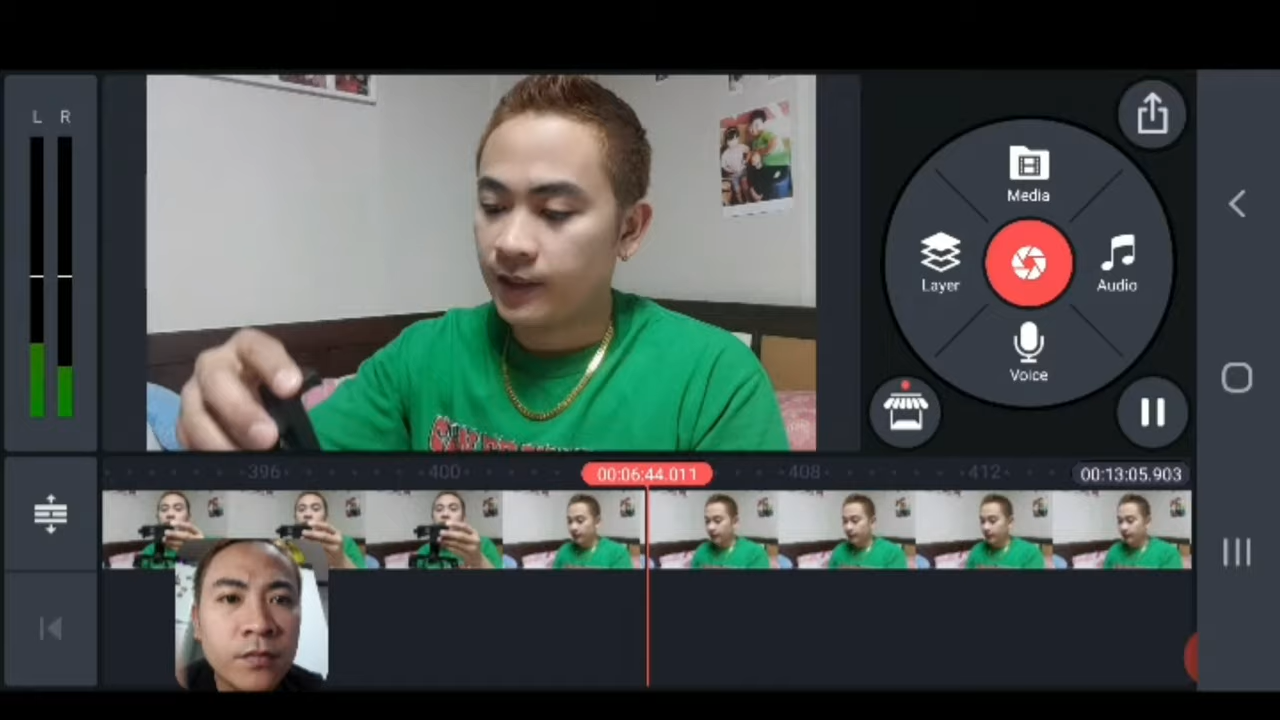 L R
Media
Layer
Audio
Voice
396
400
00:06:44.011
408
412
00:13:05.903